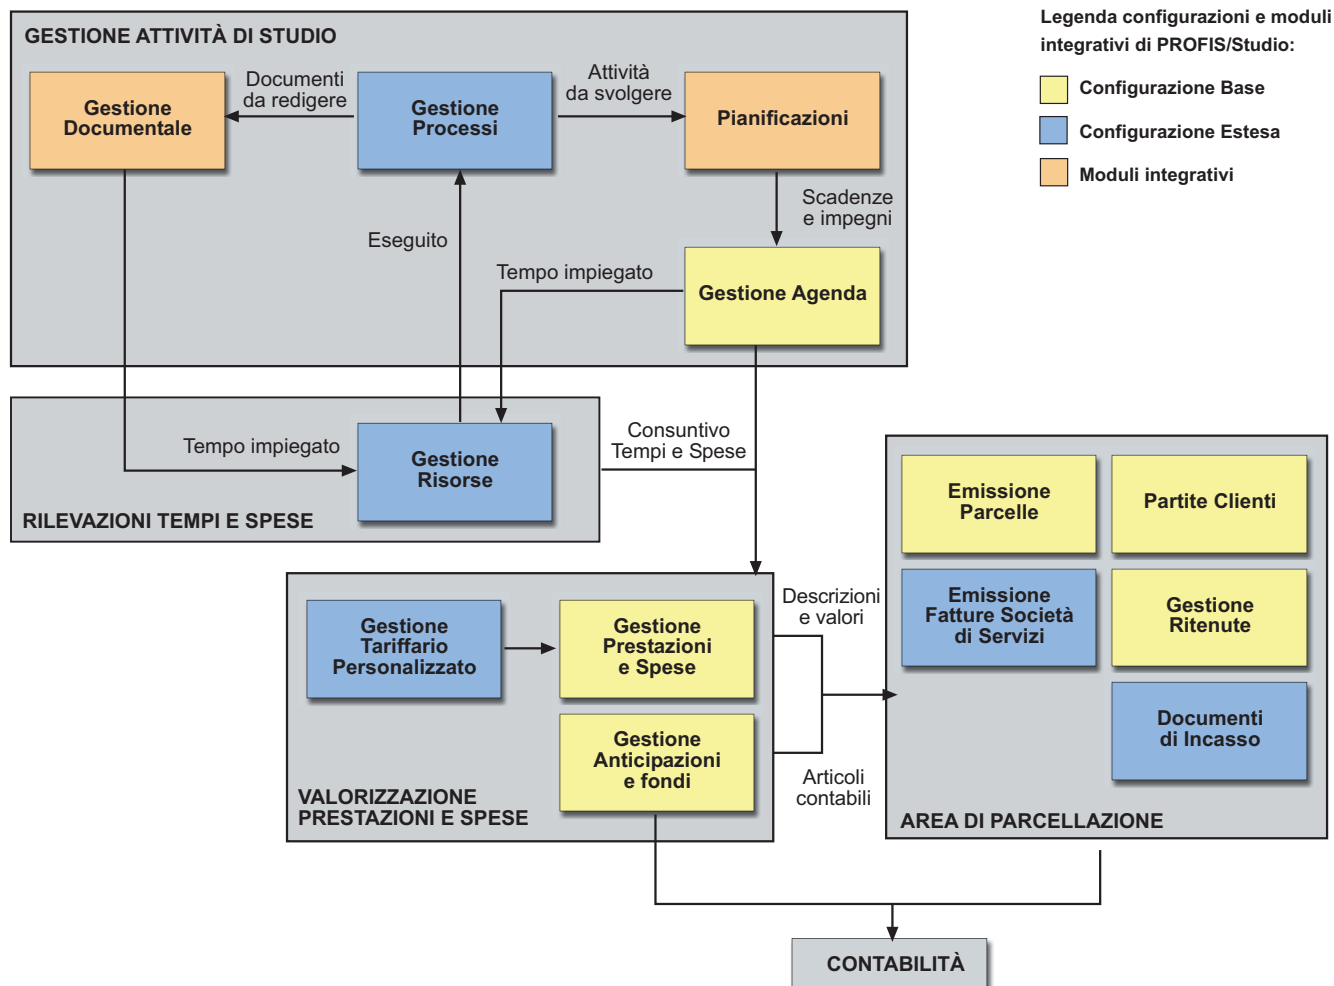 Legenda configurazioni e moduli
integrativi di PROFIS/Studio:
Configurazione Base
Configurazione Estesa
Moduli integrativi
GESTIONE ATTIVITÀ DI STUDIO
Gestione
Documentale
Documenti
da redigere
Gestione
Processi
Attività
da svolgere
Pianificazioni
Scadenze
e impegni
Eseguito
Tempo impiegato
Gestione Agenda
Tempo impiegato
Gestione
Risorse
RILEVAZIONI TEMPI E SPESE
Consuntivo
Tempi e Spese
Gestione
Tariffario
Personalizzato
Gestione
Prestazioni
e Spese
Gestione
Anticipazioni
e fondi
VALORIZZAZIONE
PRESTAZIONI E SPESE
Descrizioni
e valori
Articoli
contabili
Emissione
Parcelle
Partite Clienti
Emissione
Fatture Società
di Servizi
Gestione
Ritenute
Documenti
di Incasso
AREA DI PARCELLAZIONE
CONTABILITÀ